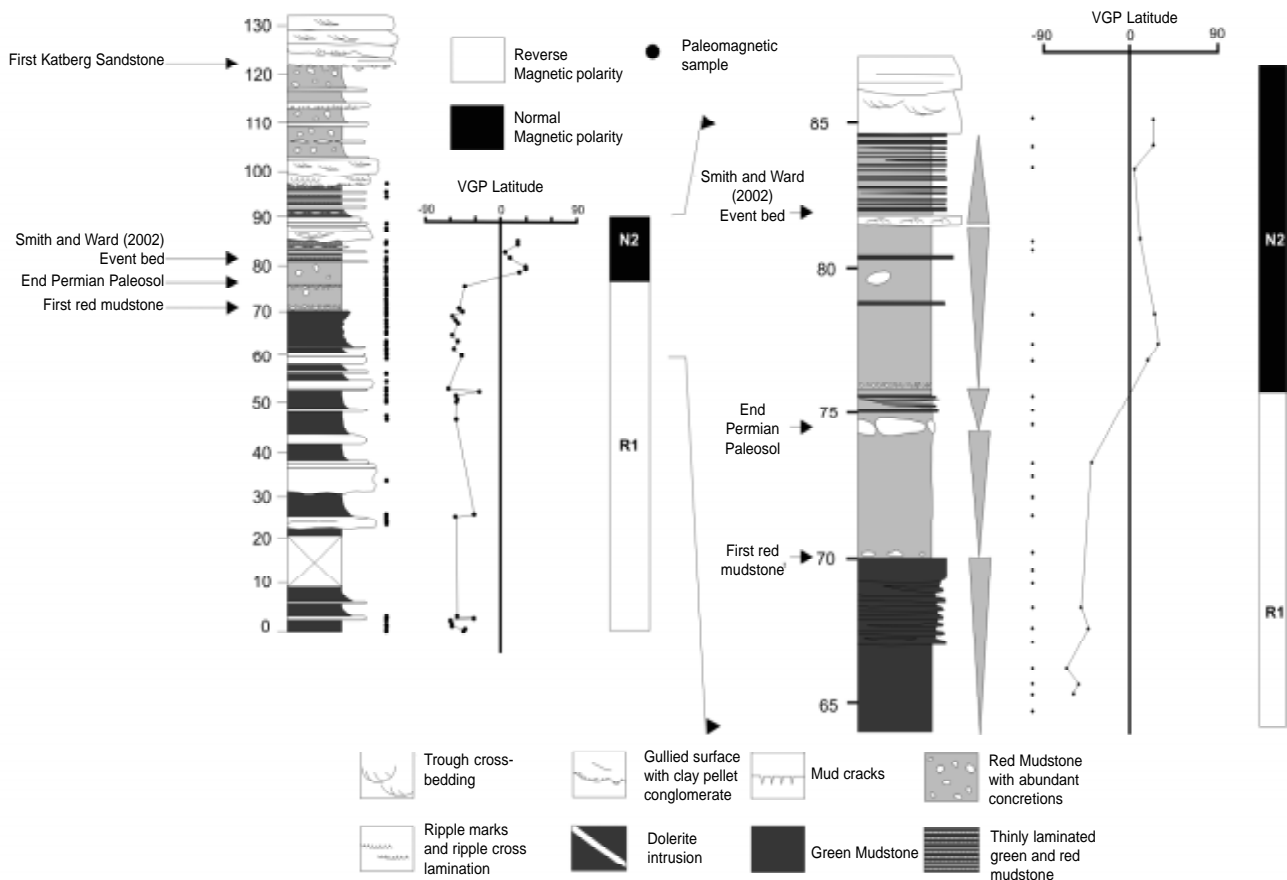 130
120
110
100
90
80
70
60
50
40
30
20
10
0
First Katberg Sandstone
Smith and Ward (2002)
Event bed
End Permian Paleosol
First red mudstone
Reverse
Magnetic polarity
Normal
Magnetic polarity
Paleomagnetic
sample
VGP Latitude
-90
0
90
N2
R1
85
80
75
70
65
Smith and Ward
(2002)
Event bed
End
Permian
Paleosol
First red
mudstone
VGP Latitude
-90
0
90
N2
R1
Trough cross-
bedding
Gullied surface
with clay pellet
conglomerate
Mud cracks
Red Mudstone
with abundant
concretions
Ripple marks
and ripple cross
lamination
Dolerite
intrusion
Green Mudstone
Thinly laminated
green and red
mudstone